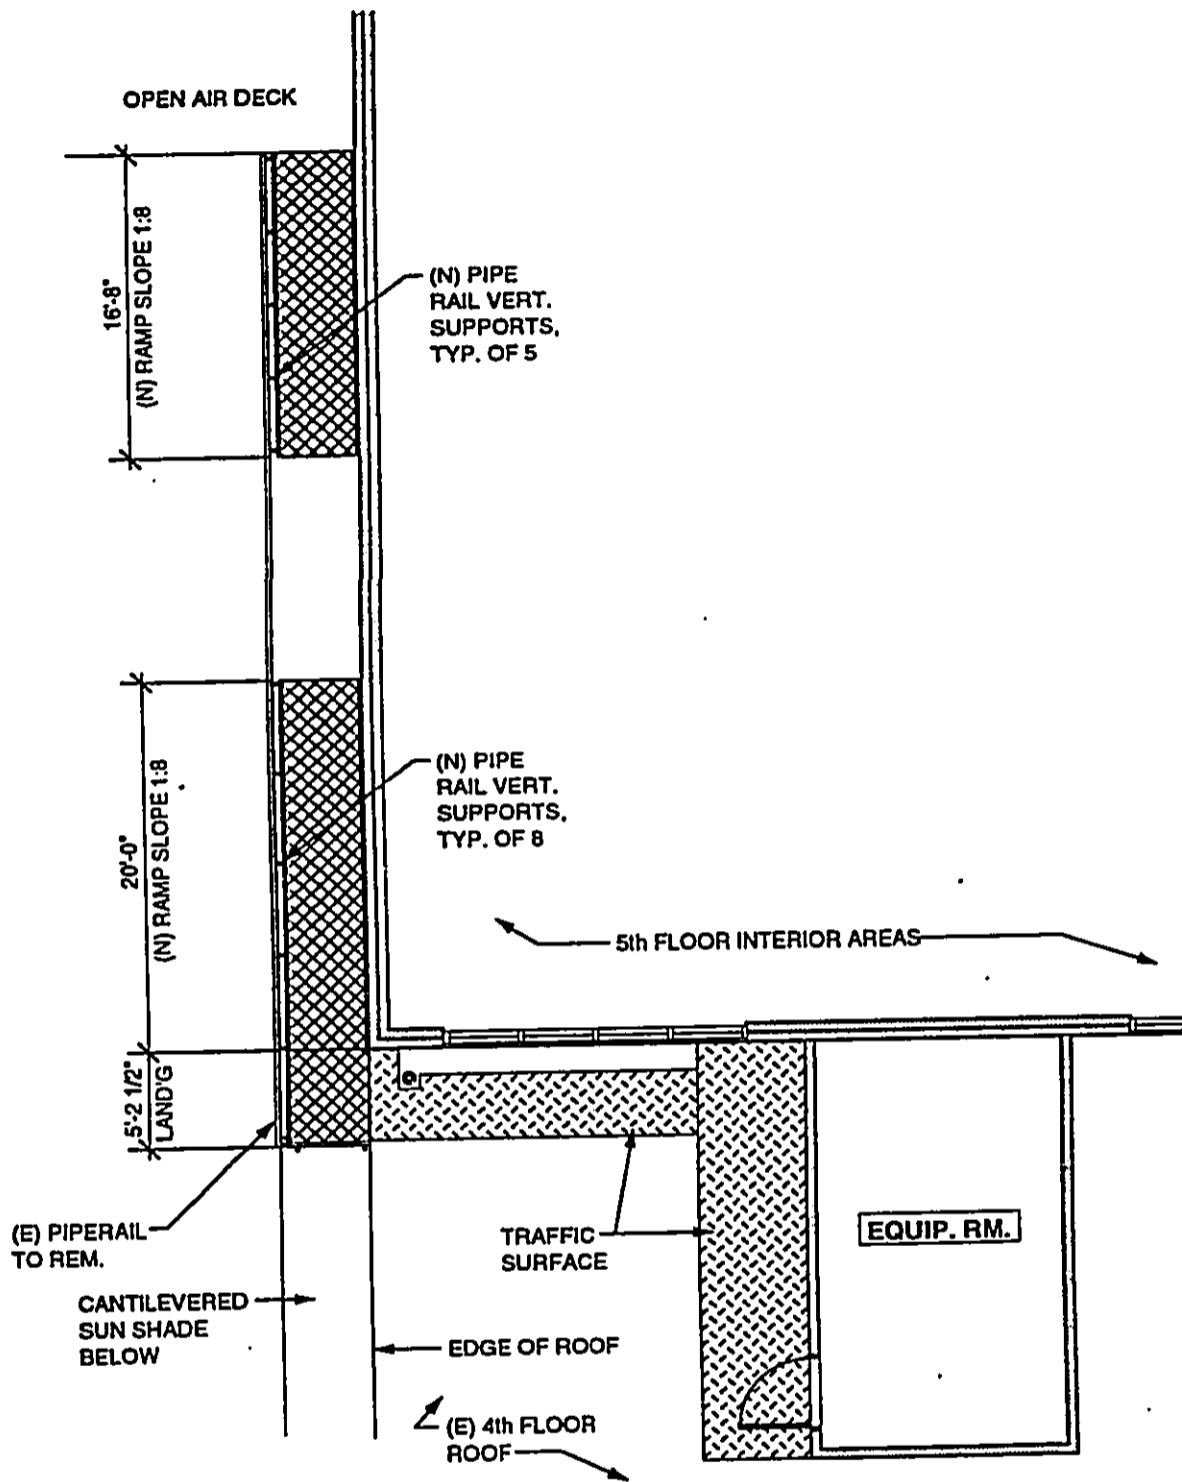 OPEN AIR DECK
16'-8"
(N) RAMP SLOPE 1:8
(N) PIPE
RAIL VERT.
SUPPORTS,
TYP. OF 5
20'-0"
(N) RAMP SLOPE 1:8
(N) PIPE
RAIL VERT.
SUPPORTS,
TYP. OF 8
5th FLOOR INTERIOR AREAS
5'-2 1/2"
LAND'G
(E) PIPERAIL
TO REM.
TRAFFIC
SURFACE
EQUIP. RM.
CANTILEVERED
SUN SHADE
BELOW
EDGE OF ROOF
(E) 4th FLOOR
ROOF